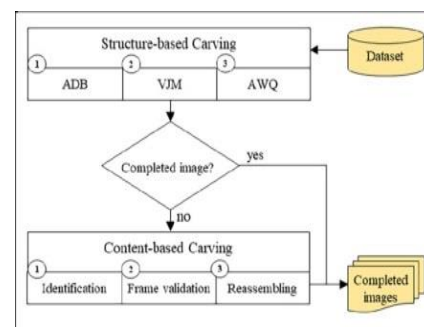 Structure-based Carving
Dataset
1 2 3
ADB VJM AWQ
Completed image?
yes
no
Content-based Carving
1 2 3
Identification Frame validation Reassembling
Completed
images